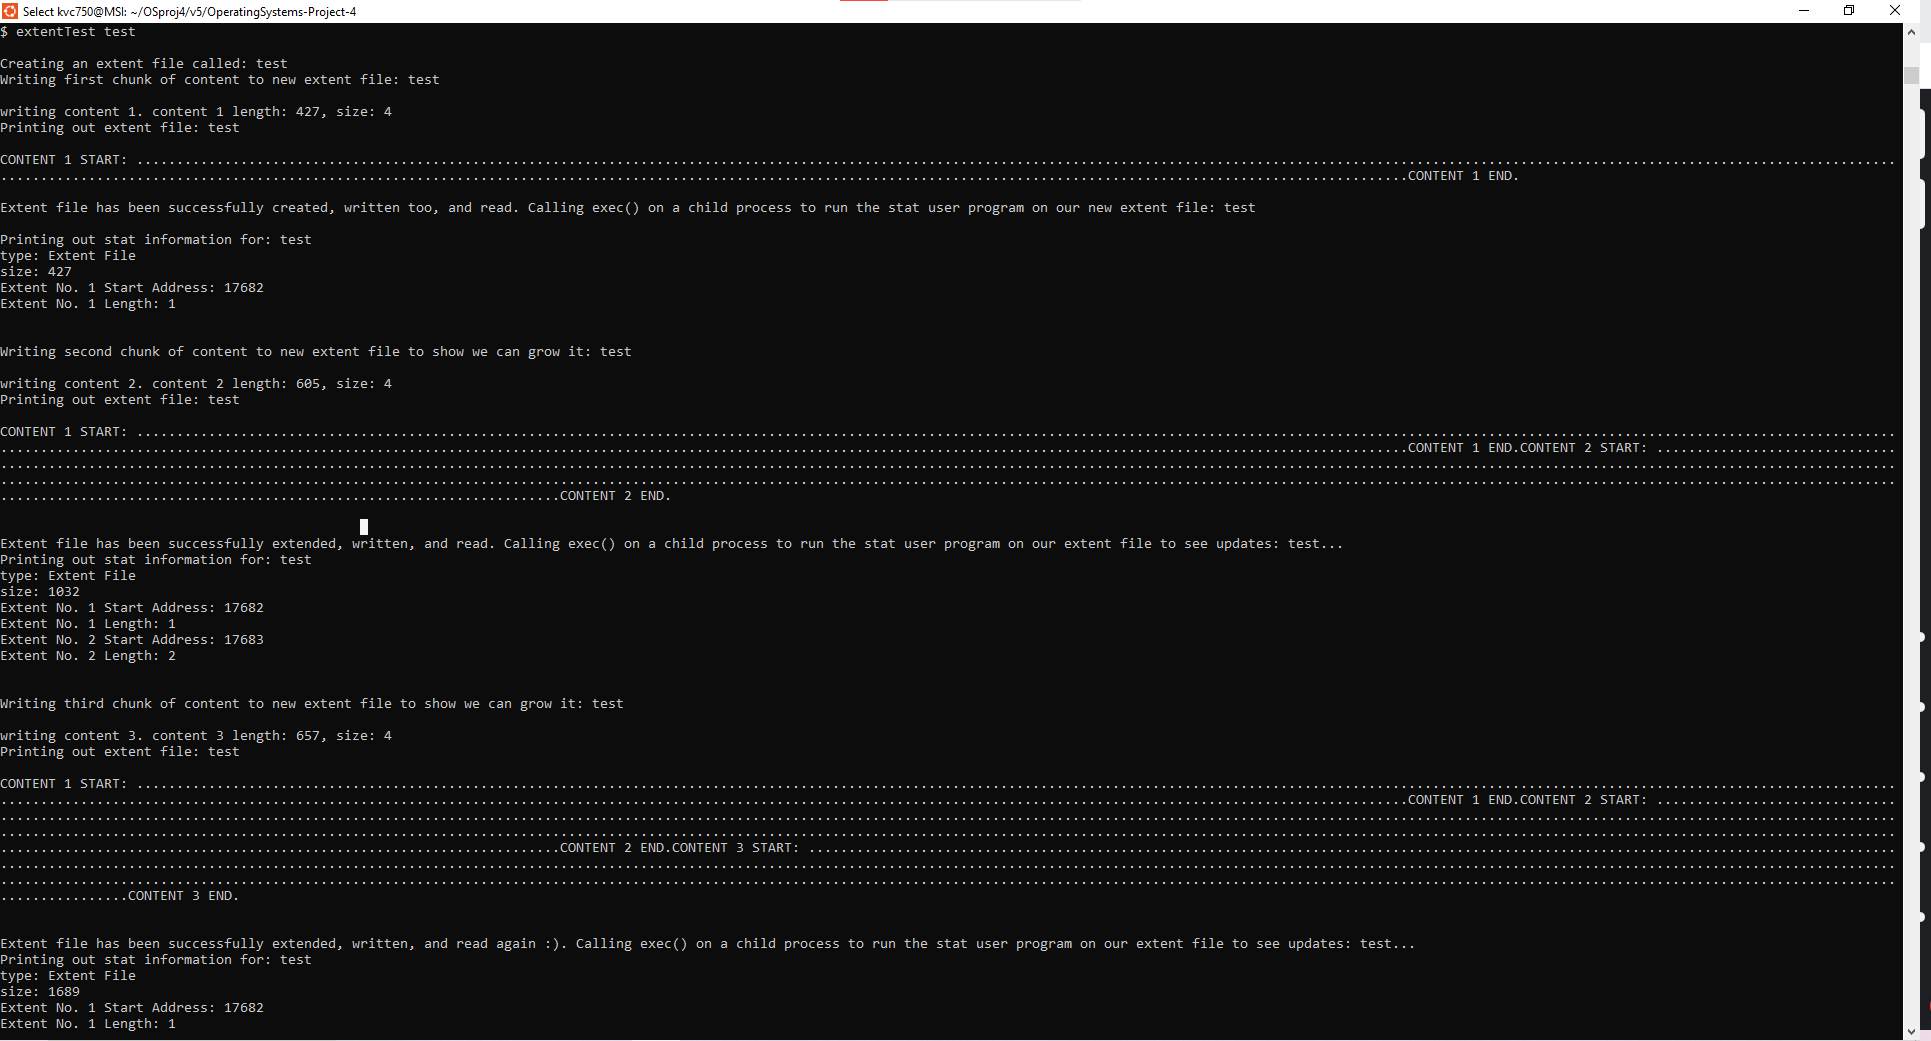 Select kvc750@MSI: ~/OSproj4/v5/OperatingSystems-Project-4
$ extentTest test
Creating an extent file called: test
Writing first chunk of content to new extent file: test
writing content 1. content 1 length: 427, size: 4
Printing out extent file: test
CONTENT 1 START: ............................................................
............................................................CONTENT 1 END.
Extent file has been successfully created, written too, and read. Calling exec() on a child process to run the stat user program on our new extent file: test
Printing out stat information for: test
type: Extent File
size: 427
Extent No. 1 Start Address: 17682
Extent No. 1 Length: 1
Writing second chunk of content to new extent file to show we can grow it: test
writing content 2. content 2 length: 605, size: 4
Printing out extent file: test
CONTENT 1 START: ............................................................
............................................................CONTENT 1 END.CONTENT 2 START: ..............................
............................................................
............................................................
............................................................CONTENT 2 END.
Extent file has been successfully extended, written, and read. Calling exec() on a child process to run the stat user program on our extent file to see updates: test...
Printing out stat information for: test
type: Extent File
size: 1032
Extent No. 1 Start Address: 17682
Extent No. 1 Length: 1
Extent No. 2 Start Address: 17683
Extent No. 2 Length: 2
Writing third chunk of content to new extent file to show we can grow it: test
writing content 3. content 3 length: 657, size: 4
Printing out extent file: test
CONTENT 1 START: ............................................................
............................................................CONTENT 1 END.CONTENT 2 START: ..............................
............................................................
............................................................
............................................................CONTENT 2 END.CONTENT 3 START: ............................................................
............................................................
............................................................
................CONTENT 3 END.
Extent file has been successfully extended, written, and read again :). Calling exec() on a child process to run the stat user program on our extent file to see updates: test...
Printing out stat information for: test
type: Extent File
size: 1689
Extent No. 1 Start Address: 17682
Extent No. 1 Length: 1